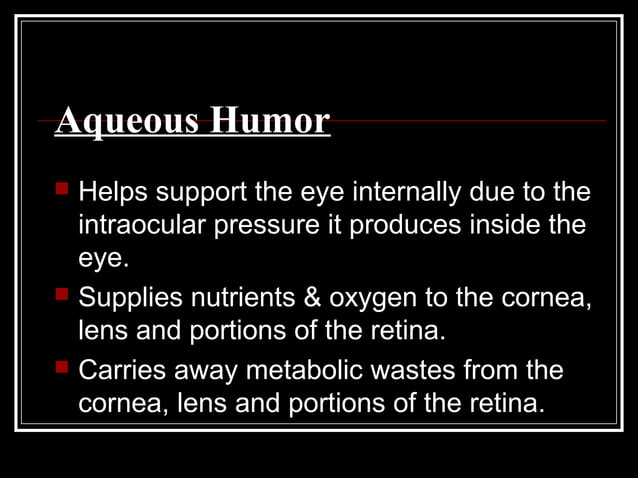 Aqueous Humor
Helps support the eye internally due to the
intraocular pressure it produces inside the
eye.
Supplies nutrients & oxygen to the cornea,
lens and portions of the retina.
Carries away metabolic wastes from the
cornea, lens and portions of the retina.